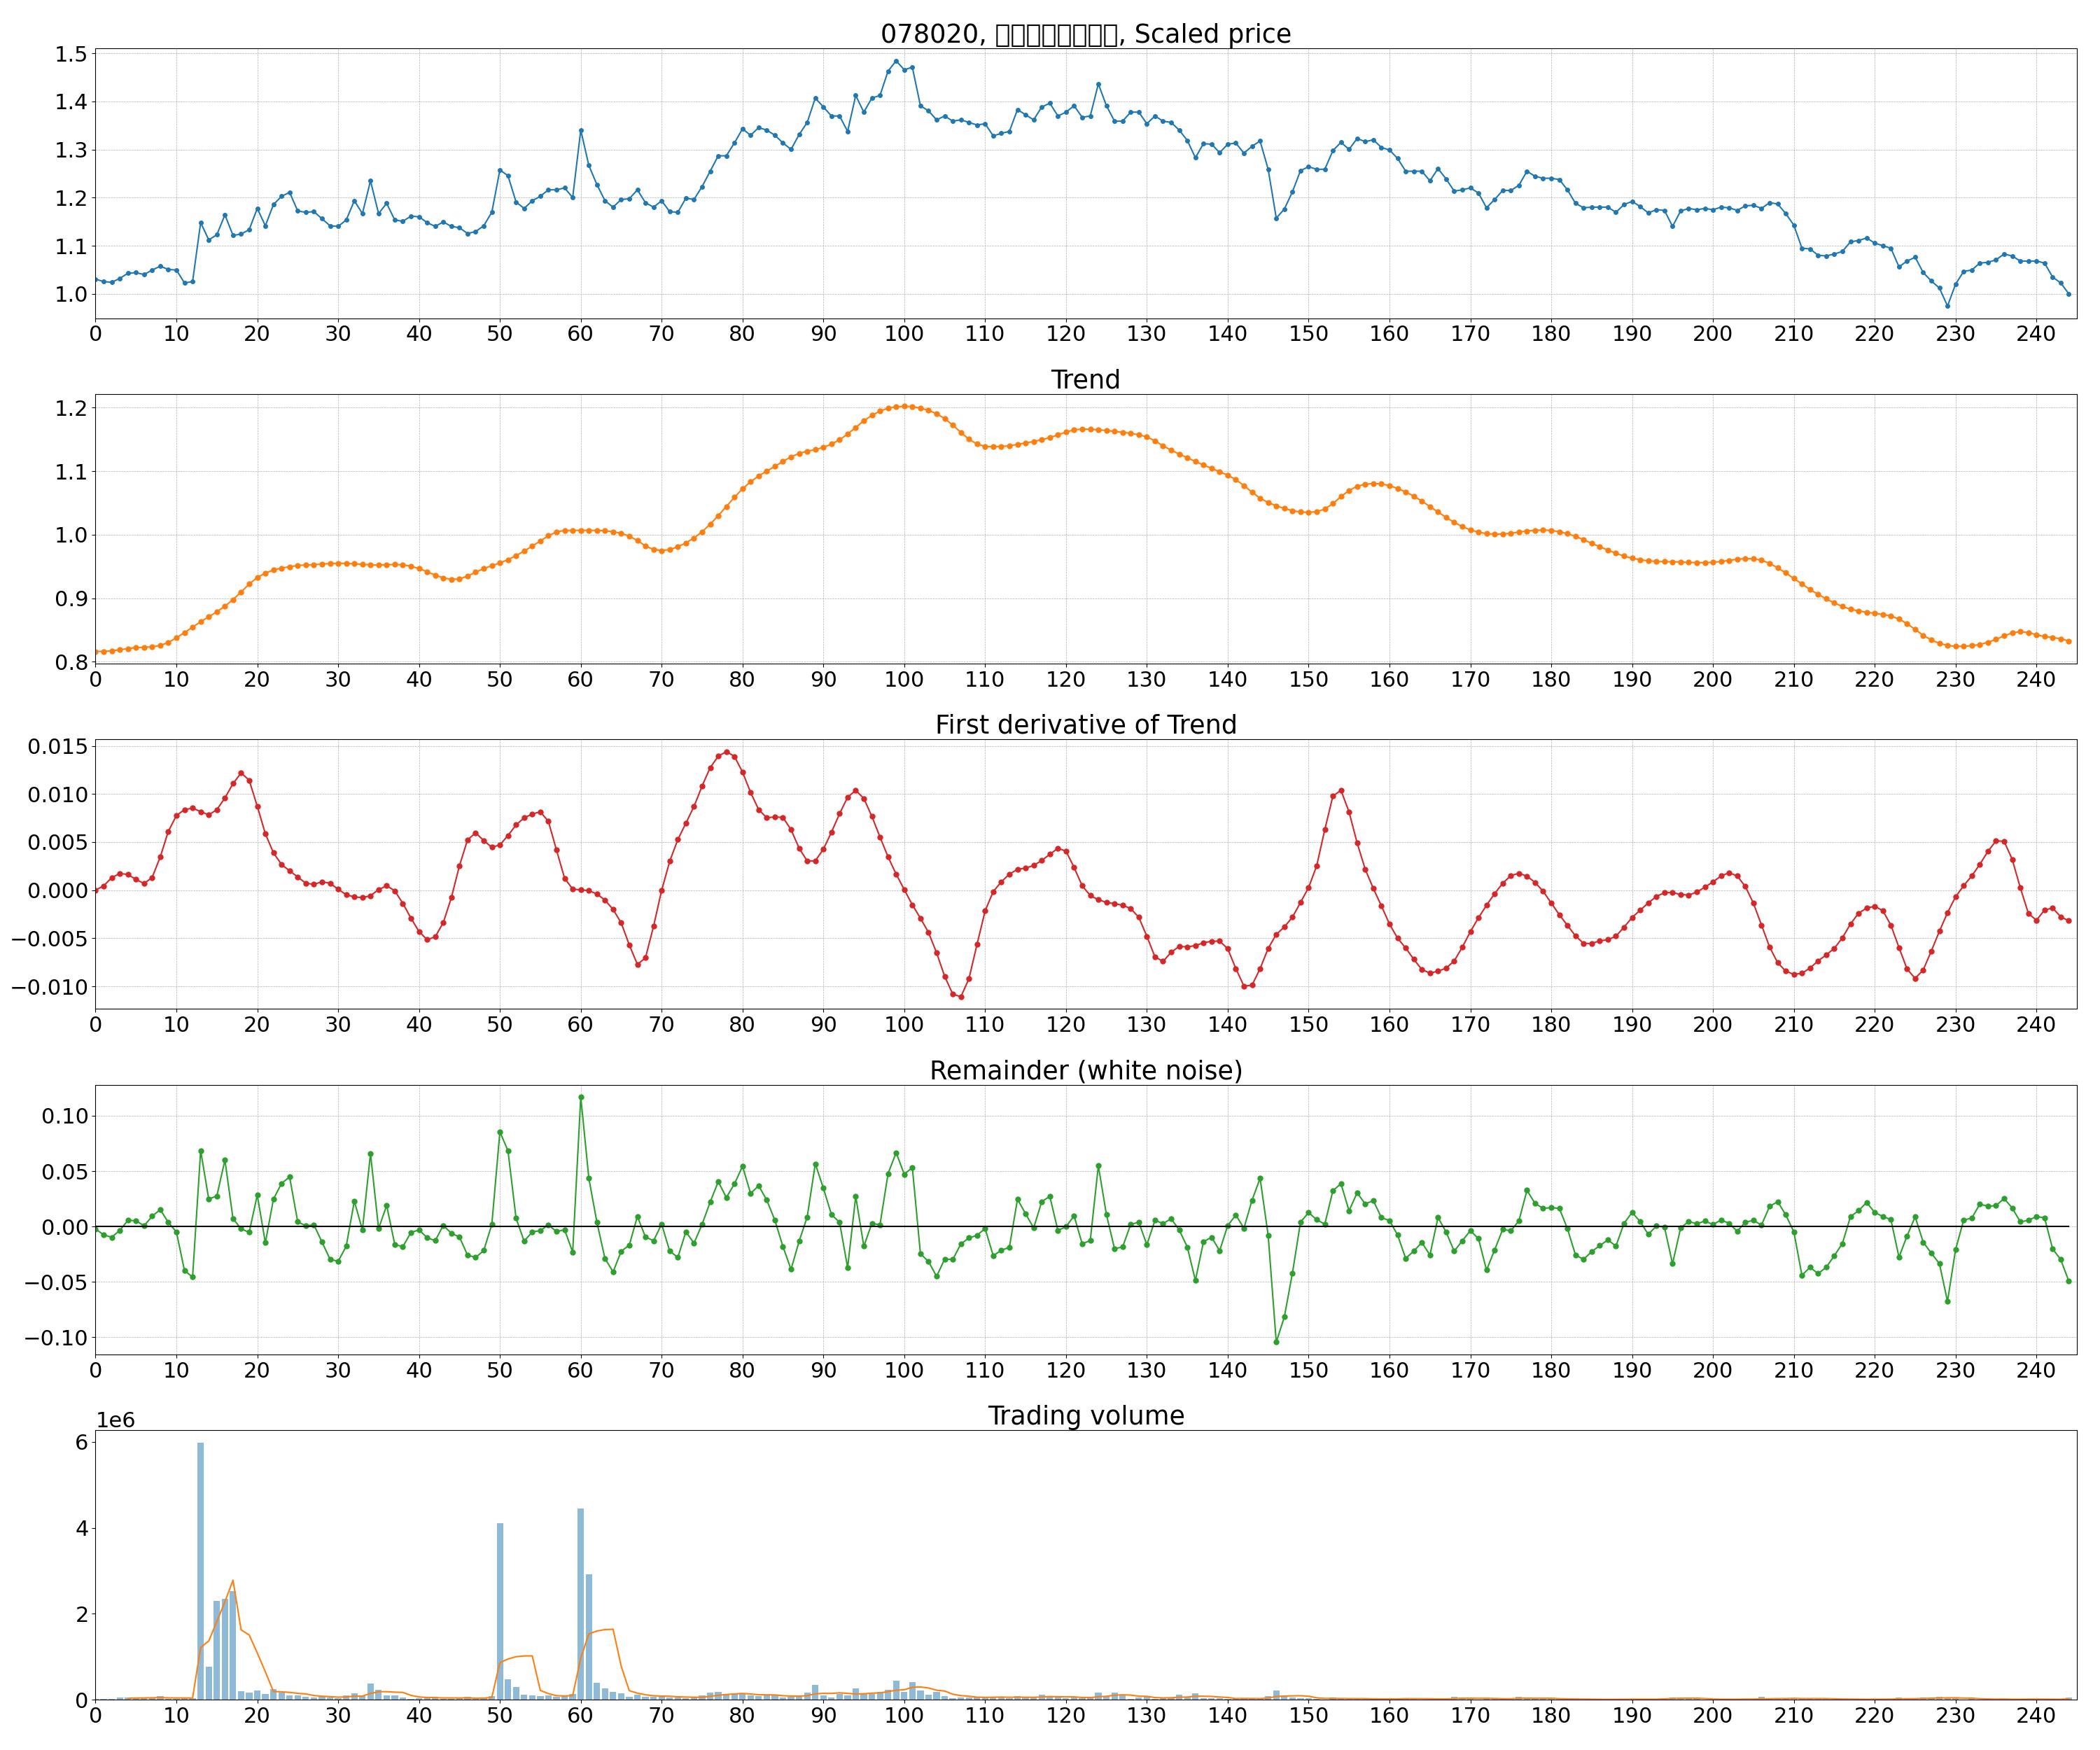 078020, , Scaled price
1.5
1.4
1.3
1.2
1.1
1.0
0 10 20 30 40 50 60 70 80 90 100 110 120 130 140 150 160 170 180 190 200 210 220 230 240
Trend
1.2
1.1
1.0
0.9
0.8
0 10 20 30 40 50 60 70 80 90 100 110 120 130 140 150 160 170 180 190 200 210 220 230 240
First derivative of Trend
0.015
0.010
0.005
0.000
−0.005
−0.010
0 10 20 30 40 50 60 70 80 90 100 110 120 130 140 150 160 170 180 190 200 210 220 230 240
Remainder (white noise)
0.10
0.05
0.00
−0.05
−0.10
0 10 20 30 40 50 60 70 80 90 100 110 120 130 140 150 160 170 180 190 200 210 220 230 240
Trading volume
1e6
6
4
2
0
0 10 20 30 40 50 60 70 80 90 100 110 120 130 140 150 160 170 180 190 200 210 220 230 240